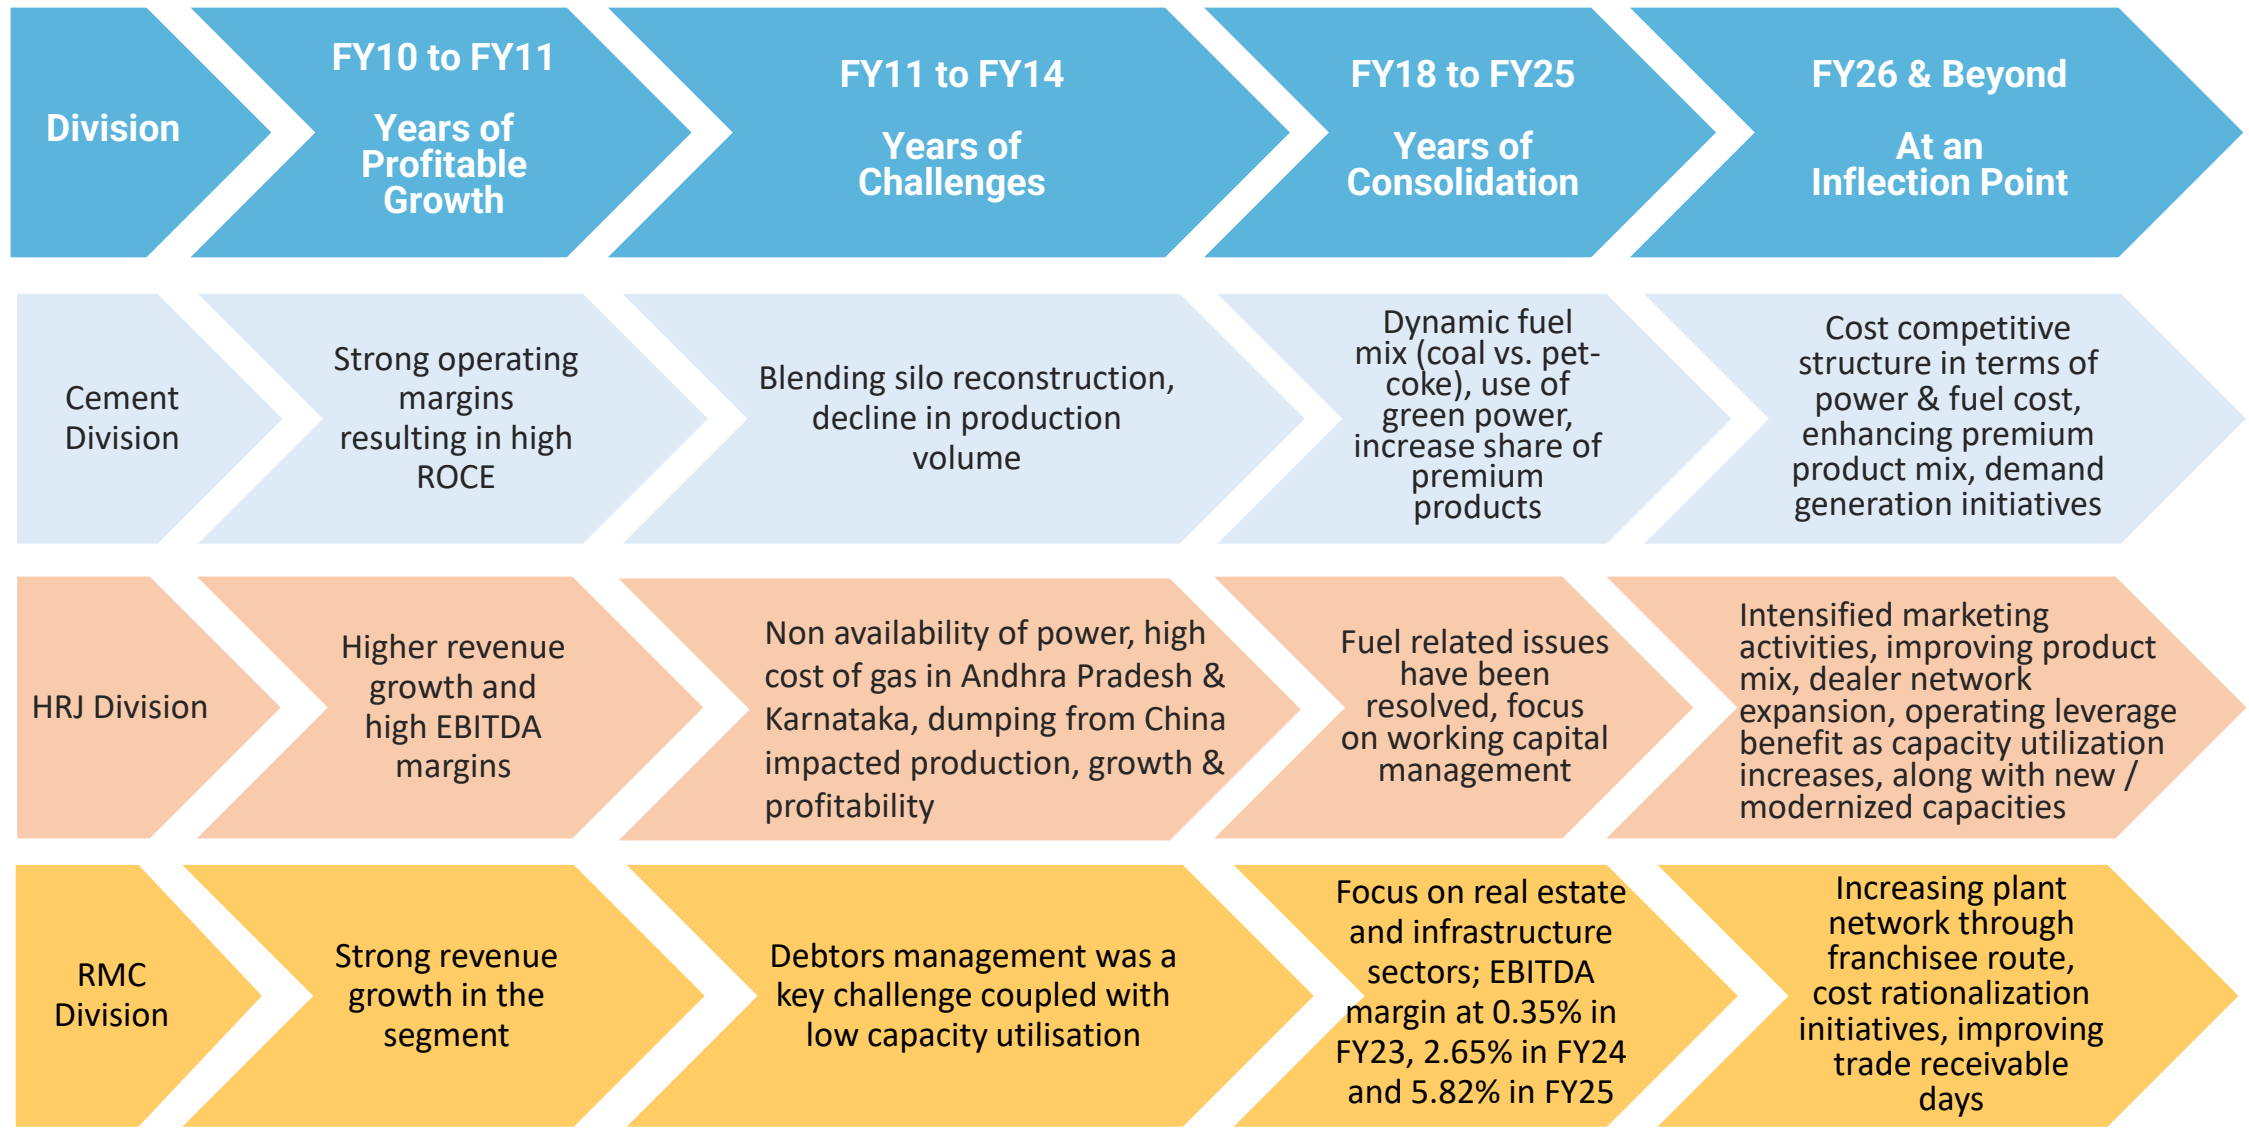 Division
FY10 to FY11
Years of
Profitable
Growth
FY11 to FY14
Years of
Challenges
FY18 to FY25
Years of
Consolidation
FY26 & Beyond
At an
Inflection Point
Cement
Division
Strong operating
margins
resulting in high
ROCE
Blending silo reconstruction,
decline in production
volume
Dynamic fuel
mix (coal vs. pet-
coke), use of
green power,
increase share of
premium
products
Cost competitive
structure in terms of
power & fuel cost,
enhancing premium
product mix, demand
generation initiatives
HRJ Division
Higher revenue
growth and
high EBITDA
margins
Non availability of power, high
cost of gas in Andhra Pradesh &
Karnataka, dumping from China
impacted production, growth &
profitability
Fuel related issues
have been
resolved, focus
on working capital
management
Intensified marketing
activities, improving product
mix, dealer network
expansion, operating leverage
benefit as capacity utilization
increases, along with new /
modernized capacities
RMC
Division
Strong revenue
growth in the
segment
Debtors management was a
key challenge coupled with
low capacity utilisation
Focus on real estate
and infrastructure
sectors; EBITDA
margin at 0.35% in
FY23, 2.65% in FY24
and 5.82% in FY25
Increasing plant
network through
franchisee route,
cost rationalization
initiatives, improving
trade receivable
days